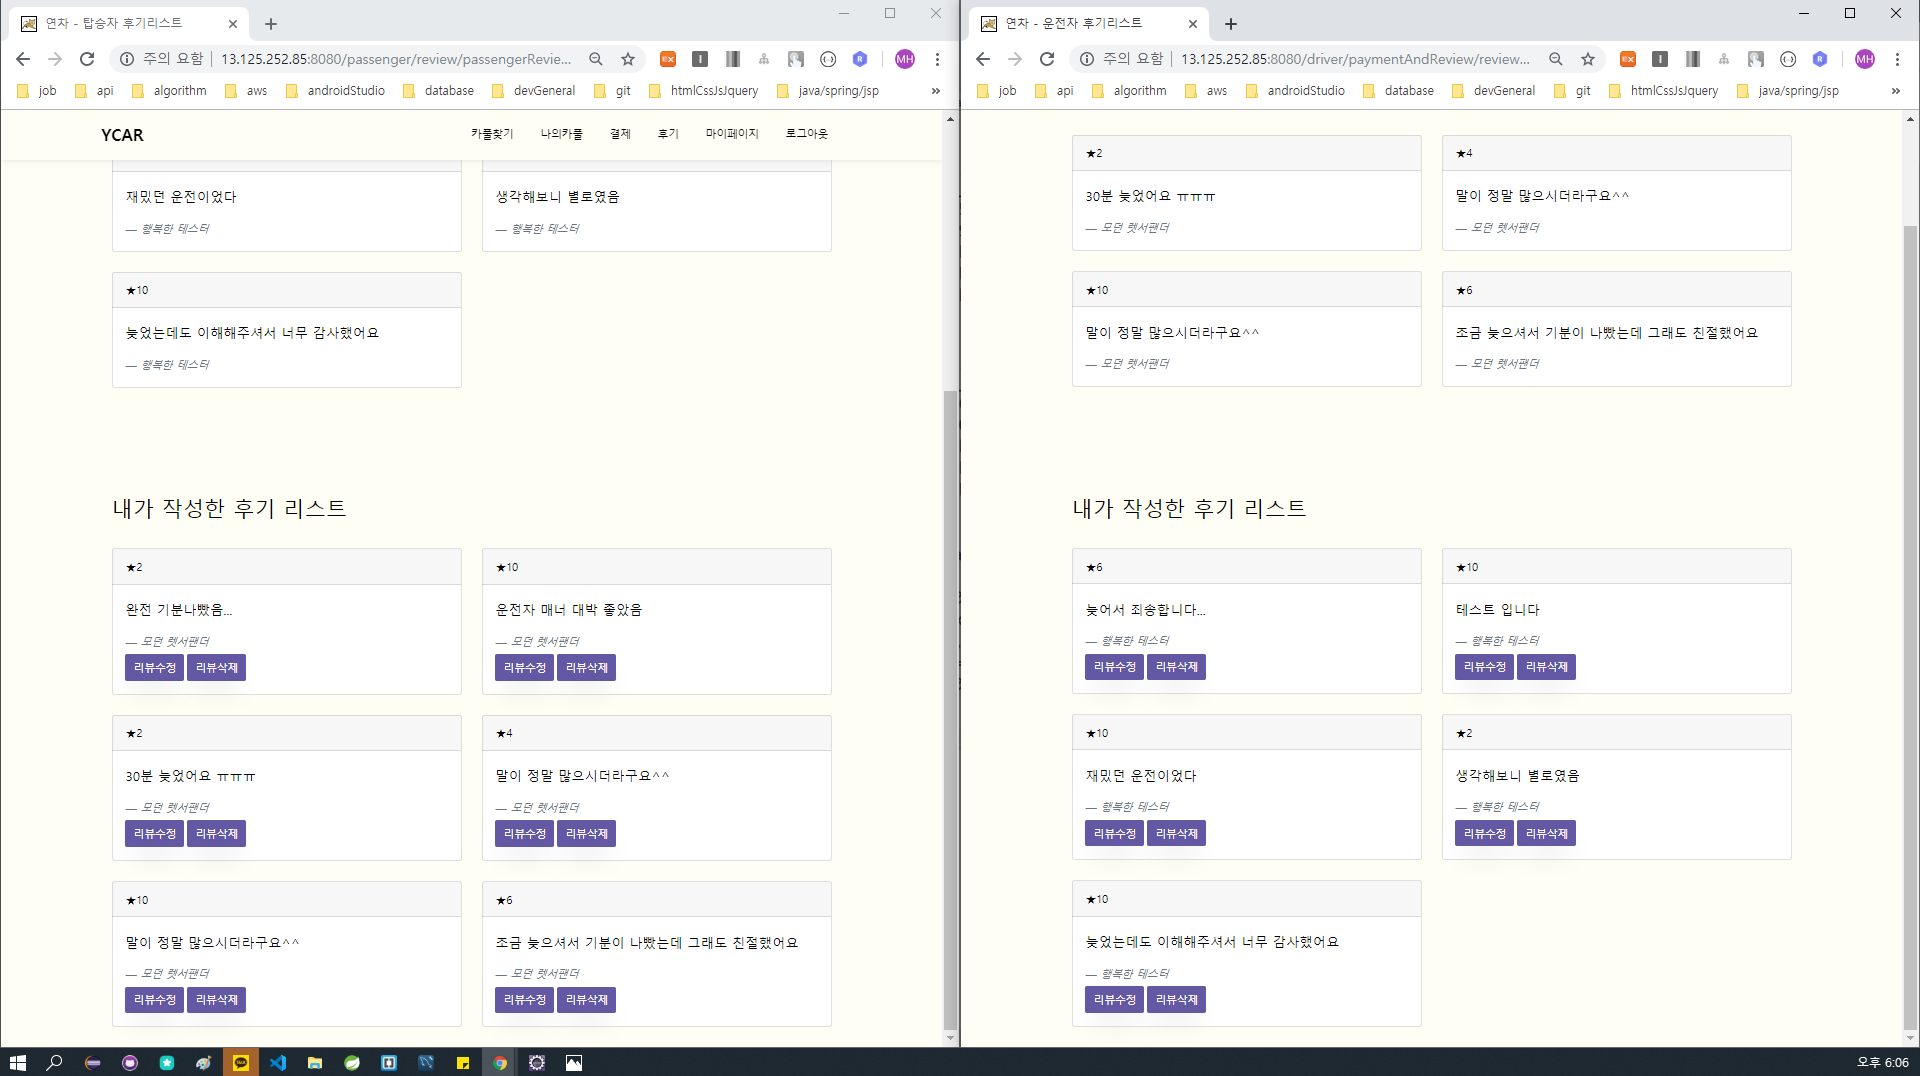 연차 - 탑승자 후기리스트
주의 요함 13.125.252.85:8080/passenger/review/passengerRevie...
job api algorithm aws androidStudio database devGeneral git htmlCssJsJquery java/spring/jsp »
YCAR 카풀찾기 나의카풀 결제 후기 마이페이지 로그아웃
재밌던 운전이었다
— 행복한 테스터
생각해보니 별로였음
— 행복한 테스터
★10
늦었는데도 이해해주셔서 너무 감사했어요
— 행복한 테스터
내가 작성한 후기 리스트
★2
완전 기분나빴음...
— 모던 렛서팬더
리뷰수정 리뷰삭제
★10
운전자 매너 대박 좋았음
— 모던 렛서팬더
리뷰수정 리뷰삭제
★2
30분 늦었어요 ㅠㅠㅠ
— 모던 렛서팬더
리뷰수정 리뷰삭제
★4
말이 정말 많으시더라구요^^
— 모던 렛서팬더
리뷰수정 리뷰삭제
★10
말이 정말 많으시더라구요^^
— 모던 렛서팬더
리뷰수정 리뷰삭제
★6
조금 늦으셔서 기분이 나빴는데 그래도 친절했어요
— 모던 렛서팬더
리뷰수정 리뷰삭제
연차 - 운전자 후기리스트
주의 요함 13.125.252.85:8080/driver/paymentAndReview/review...
MH
job api algorithm aws androidStudio database devGeneral git htmlCssJsJquery java/spring/jsp »
★2
30분 늦었어요 ㅠㅠㅠ
— 모던 렛서팬더
★4
말이 정말 많으시더라구요^^
— 모던 렛서팬더
★10
말이 정말 많으시더라구요^^
— 모던 렛서팬더
★6
조금 늦으셔서 기분이 나빴는데 그래도 친절했어요
— 모던 렛서팬더
내가 작성한 후기 리스트
★6
늦어서 죄송합니다...
— 행복한 테스터
리뷰수정 리뷰삭제
★10
테스트 입니다
— 행복한 테스터
리뷰수정 리뷰삭제
★10
재밌던 운전이었다
— 행복한 테스터
리뷰수정 리뷰삭제
★2
생각해보니 별로였음
— 행복한 테스터
리뷰수정 리뷰삭제
★10
늦었는데도 이해해주셔서 너무 감사했어요
— 행복한 테스터
리뷰수정 리뷰삭제
오후 6:06